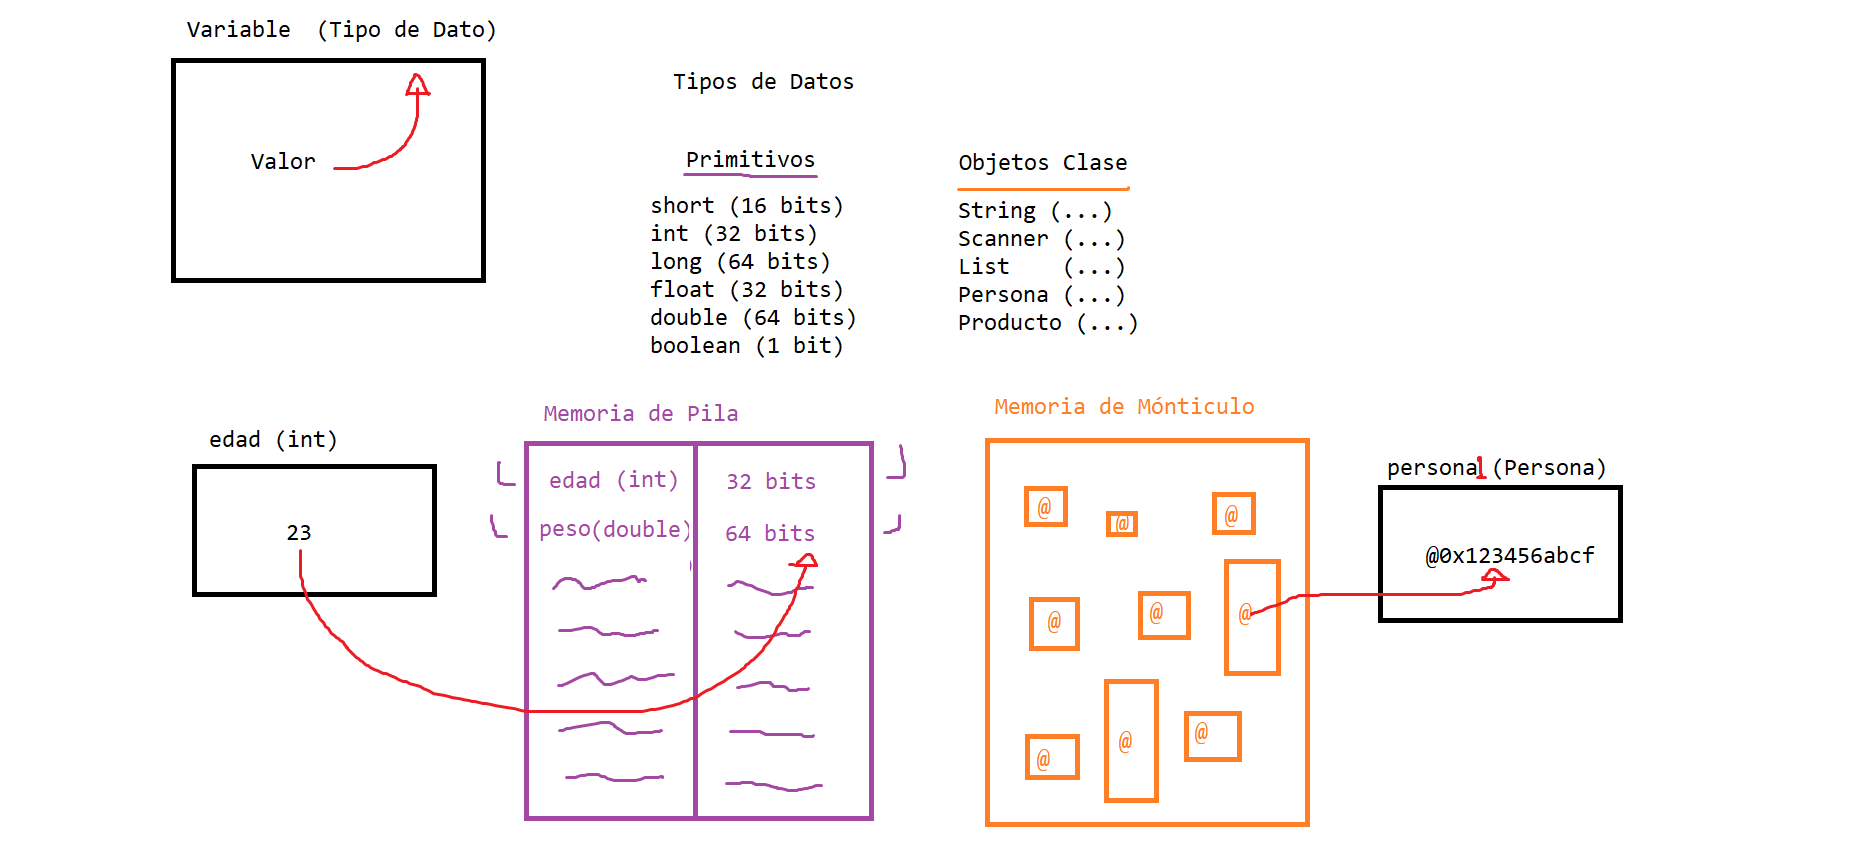 Variable  (Tipo de Dato)
Valor
Tipos de Datos
Primitivos
short (16 bits)
int (32 bits)
long (64 bits)
float (32 bits)
double (64 bits)
boolean (1 bit)
Objetos Clase
String (...)
Scanner (...)
List    (...)
Persona (...)
Producto (...)
edad (int)
23
Memoria de Pila
edad (int) 32 bits
peso(double) 64 bits
Memoria de Mónticulo
@
@
@
@
@
@
@
@
@
persona1 (Persona)
@0x123456abcf